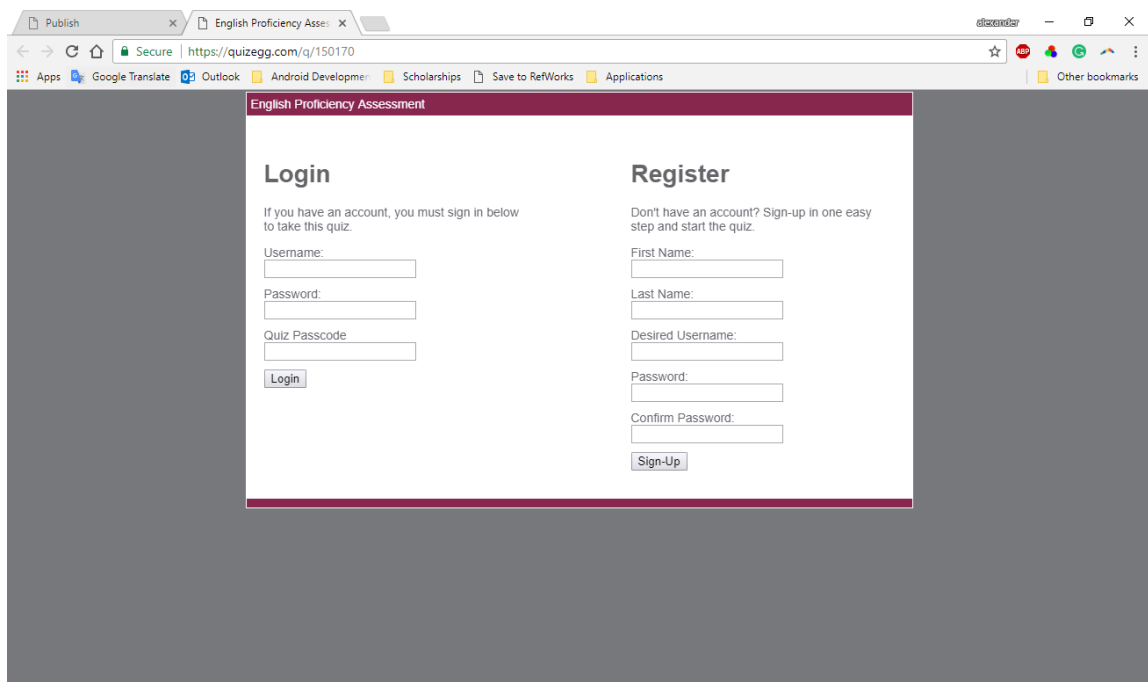 Publish
English Proficiency Asses
alexander
Secure
https://quizegg.com/q/150170
ABP
G
Apps
Google Translate
Outlook
Android Developmen
Scholarships
Save to RefWorks
Applications
Other bookmarks
English Proficiency Assessment
Login
If you have an account, you must sign in below
to take this quiz.
Username:
Password:
Quiz Passcode
Login
Register
Don't have an account? Sign-up in one easy
step and start the quiz.
First Name:
Last Name:
Desired Username:
Password:
Confirm Password:
Sign-Up